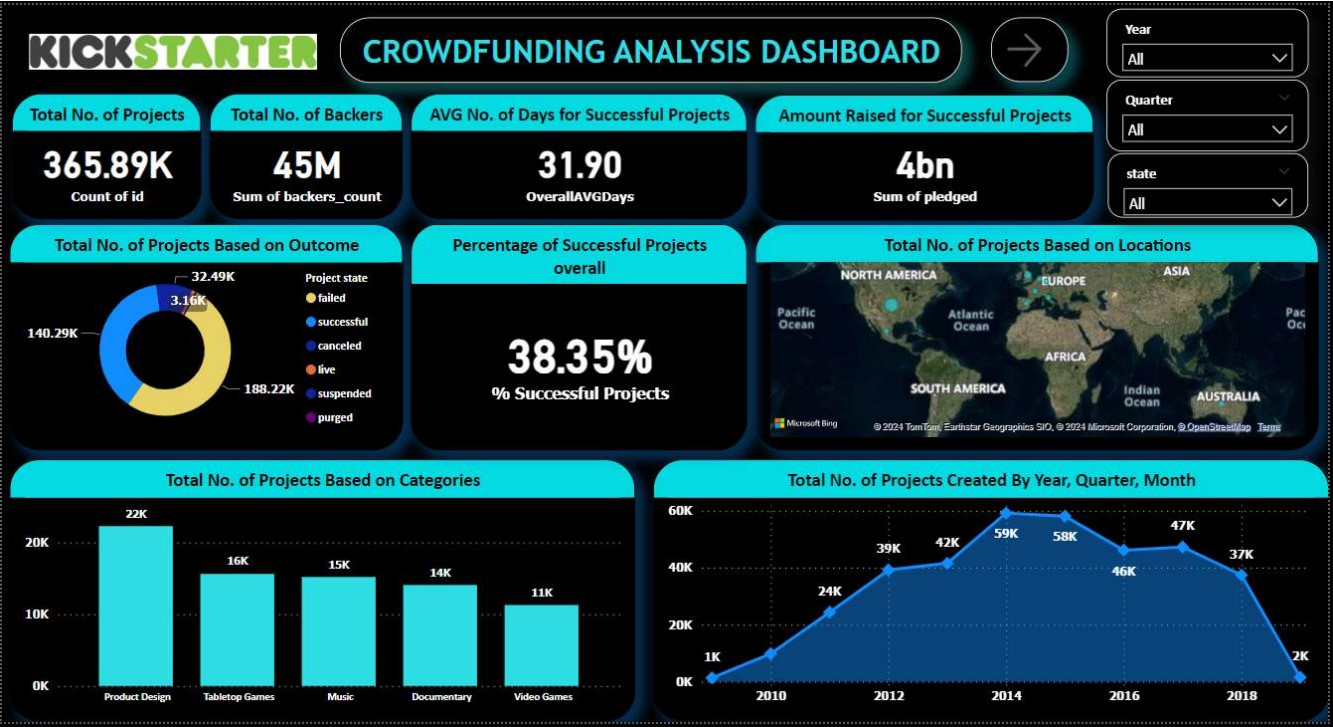 KICKSTARTER
CROWDFUNDING ANALYSIS DASHBOARD
Year
All
Quarter
All
state
All
Total No. of Projects
365.89K
Count of id
Total No. of Backers
45M
Sum of backers_count
AVG No. of Days for Successful Projects
31.90
OverallAVGDays
Amount Raised for Successful Projects
4bn
Sum of pledged
Total No. of Projects Based on Outcome
32.49K
3.16K
140.29K
188.22K
Project state
failed
successful
canceled
live
suspended
purged
Percentage of Successful Projects
overall
38.35%
% Successful Projects
Total No. of Projects Based on Locations
NORTH AMERICA
EUROPE
ASIA
Pacific
Ocean
Atlantic
Ocean
Pac
Oc
AFRICA
SOUTH AMERICA
Indian
Ocean
AUSTRALIA
Microsoft Bing
© 2024 TomTom, Earthstar Geographics SIO, © 2024 Microsoft Corporation, © OpenStreetMap Terms
Total No. of Projects Based on Categories
20K
10K
0K
22K
16K
15K
14K
11K
Product Design
Tabletop Games
Music
Documentary
Video Games
Total No. of Projects Created By Year, Quarter, Month
60K
40K
20K
0K
1K
24K
39K
42K
59K
58K
46K
47K
37K
2K
2010
2012
2014
2016
2018